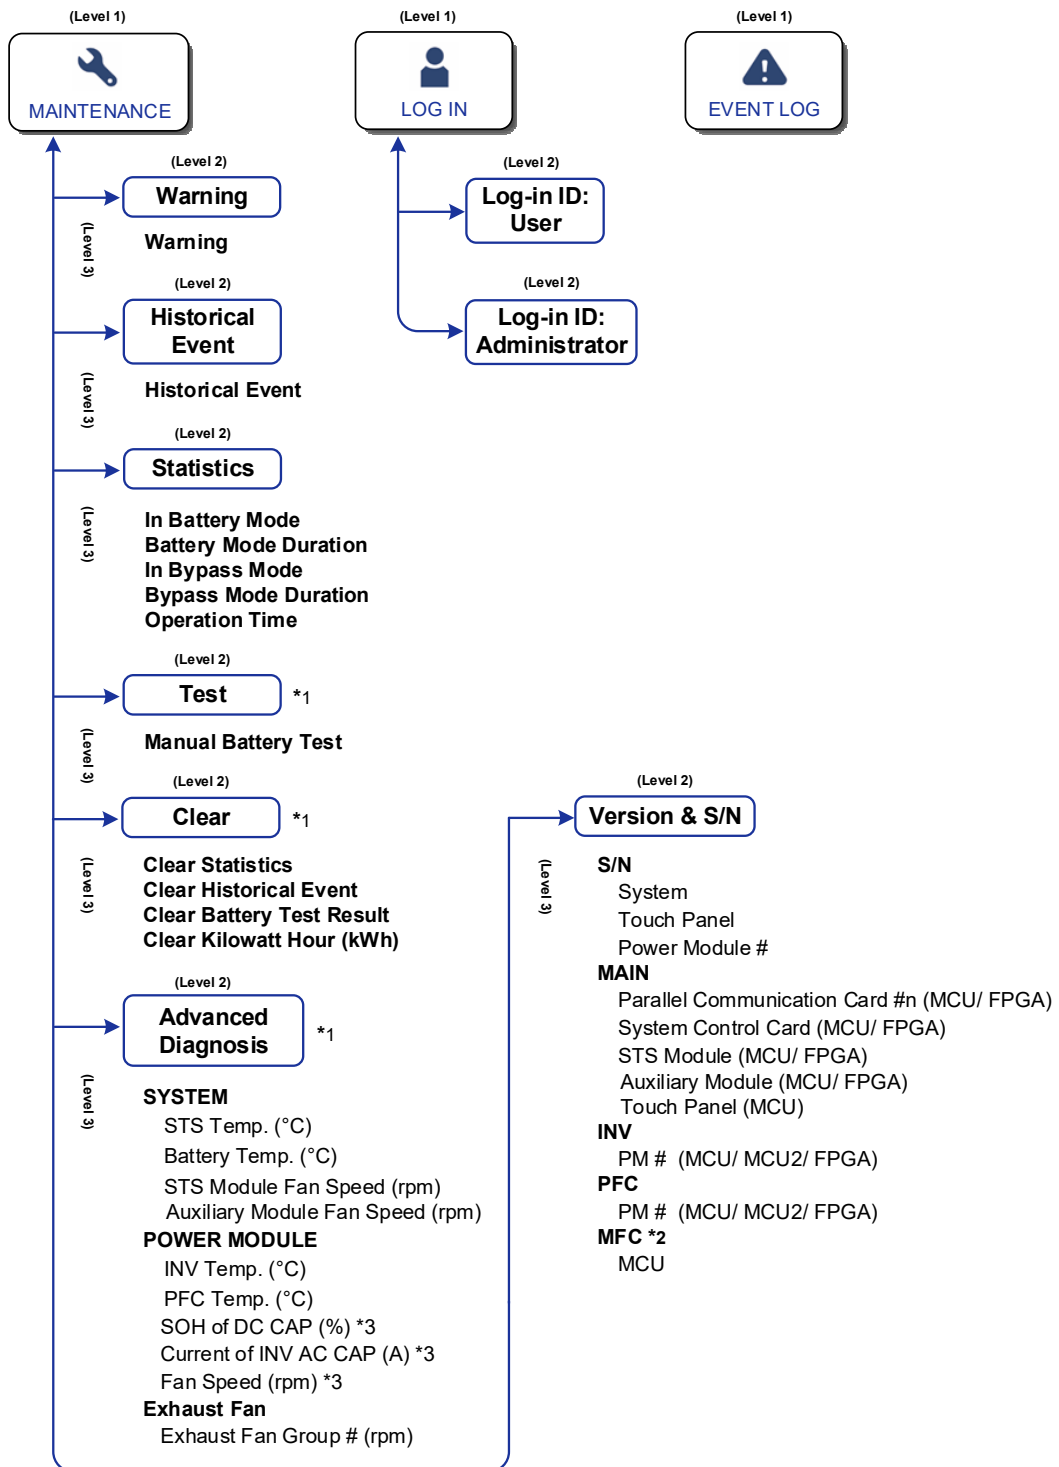 (Level 1)
MAINTENANCE
(Level 2)
Warning
(Level 3)
Warning
(Level 2)
Historical
Event
(Level 3)
Historical Event
(Level 2)
Statistics
(Level 3)
In Battery Mode
Battery Mode Duration
In Bypass Mode
Bypass Mode Duration
Operation Time
(Level 2)
Test *1
(Level 3)
Manual Battery Test
(Level 2)
Clear *1
(Level 3)
Clear Statistics
Clear Historical Event
Clear Battery Test Result
Clear Kilowatt Hour (kWh)
(Level 2)
Advanced
Diagnosis *1
(Level 3)
SYSTEM
STS Temp. (°C)
Battery Temp. (°C)
STS Module Fan Speed (rpm)
Auxiliary Module Fan Speed (rpm)
POWER MODULE
INV Temp. (°C)
PFC Temp. (°C)
SOH of DC CAP (%) *3
Current of INV AC CAP (A) *3
Fan Speed (rpm) *3
Exhaust Fan
Exhaust Fan Group # (rpm)
(Level 2)
Version & S/N
(Level 3)
S/N
System
Touch Panel
Power Module #
MAIN
Parallel Communication Card #n (MCU/ FPGA)
System Control Card (MCU/ FPGA)
STS Module (MCU/ FPGA)
Auxiliary Module (MCU/ FPGA)
Touch Panel (MCU)
INV
PM # (MCU/ MCU2/ FPGA)
PFC
PM # (MCU/ MCU2/ FPGA)
MFC *2
MCU
(Level 1)
LOG IN
(Level 2)
Log-in ID:
User
(Level 2)
Log-in ID:
Administrator
(Level 1)
EVENT LOG